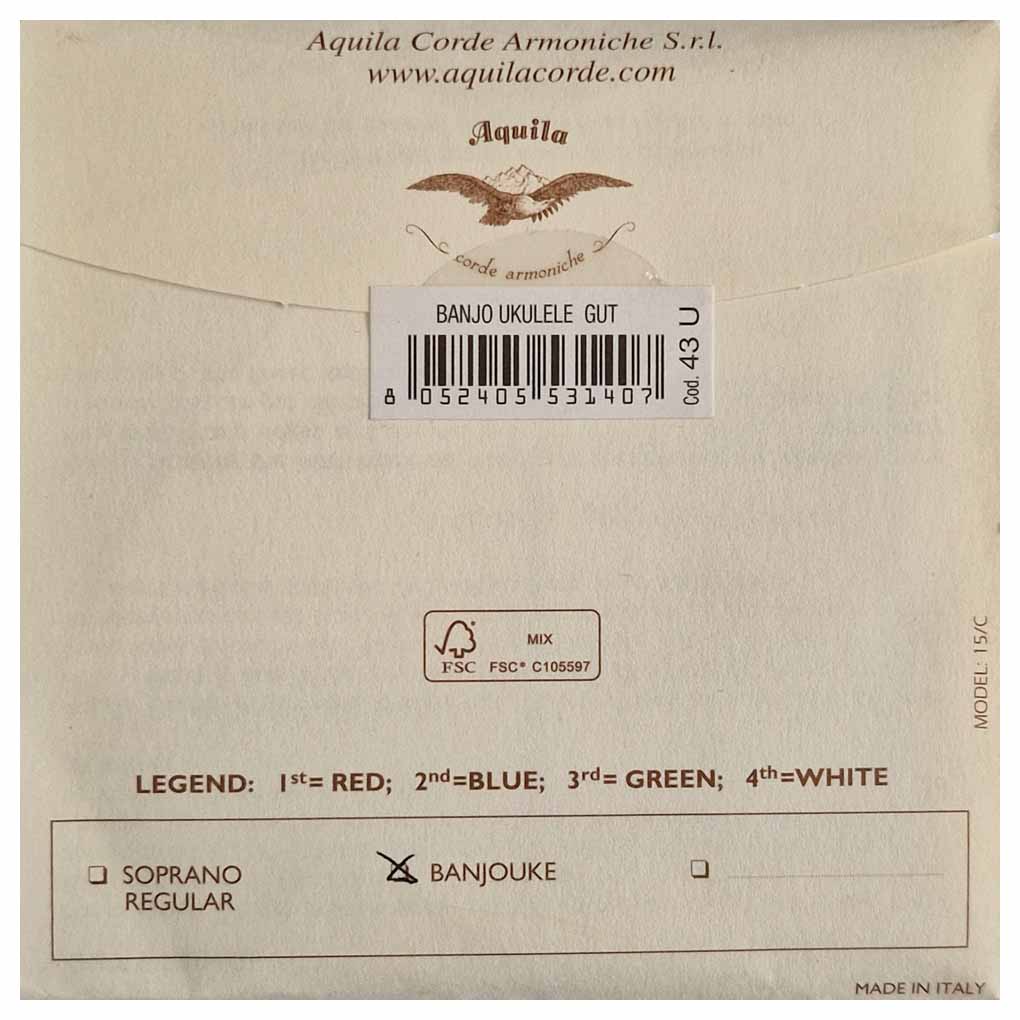 Aquila Corde Armoniche S.r.l.
www.aquilacorde.com
Aquila
corde armoniche
BANJO UKULELE GUT
8 052405 531407
Cod. 43 U
FSC
MIX
FSC® C105597
MODEL: 15/C
LEGEND: 1st= RED; 2nd=BLUE; 3rd= GREEN; 4th=WHITE
SOPRANO REGULAR
BANJOUKE
MADE IN ITALY